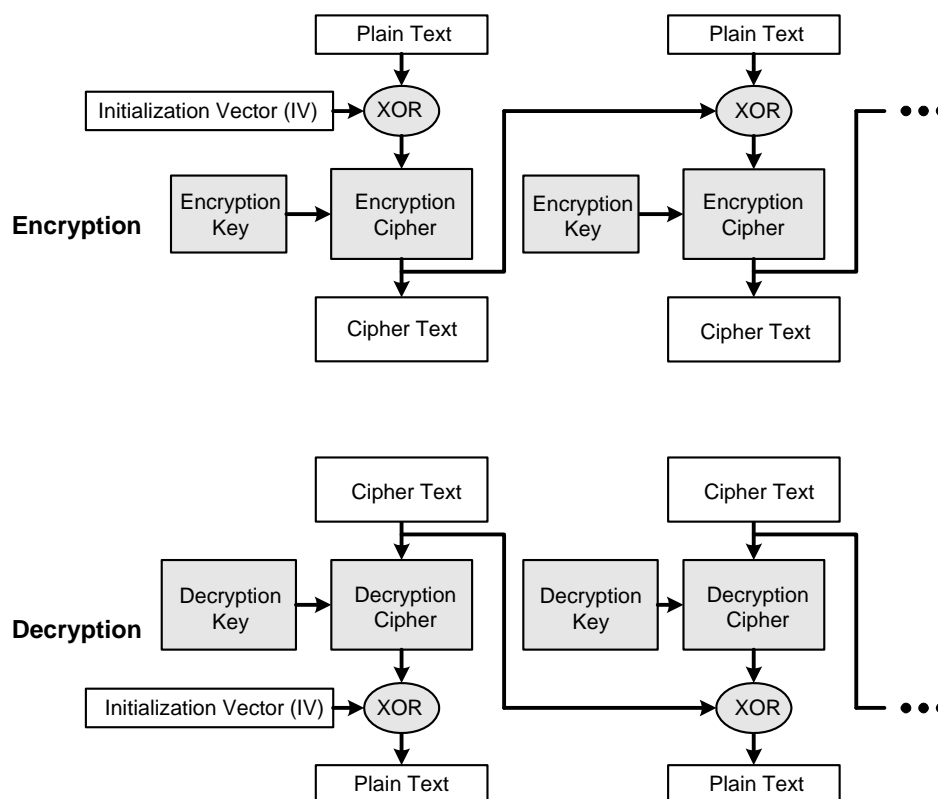 Plain Text
Plain Text
Initialization Vector (IV)
XOR
XOR
Encryption
Encryption
Key
Encryption
Cipher
Encryption
Key
Encryption
Cipher
Cipher Text
Cipher Text
Cipher Text
Cipher Text
Decryption
Decryption
Key
Decryption
Cipher
Decryption
Key
Decryption
Cipher
Initialization Vector (IV)
XOR
XOR
Plain Text
Plain Text